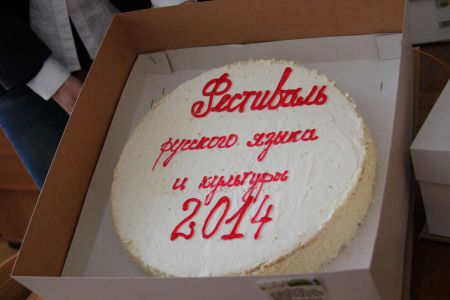 Фестиваль
русского языка
и культуры
2014